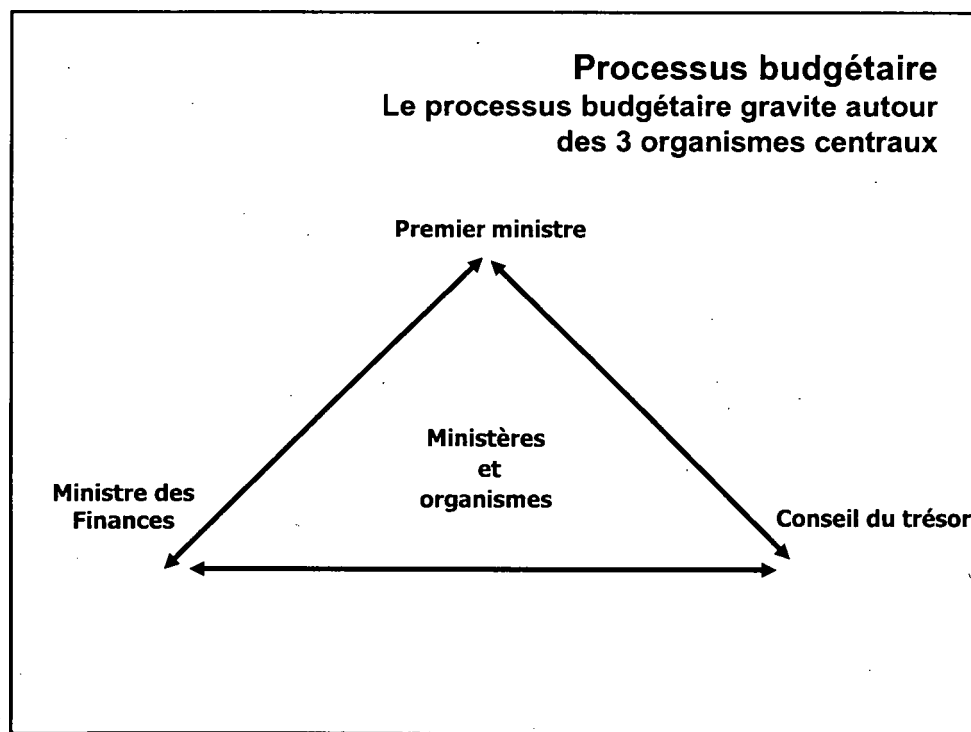 Processus budgétaire
Le processus budgétaire gravite autour
des 3 organismes centraux
Premier ministre
Ministères
et
organismes
Ministre des
Finances
Conseil du trésor